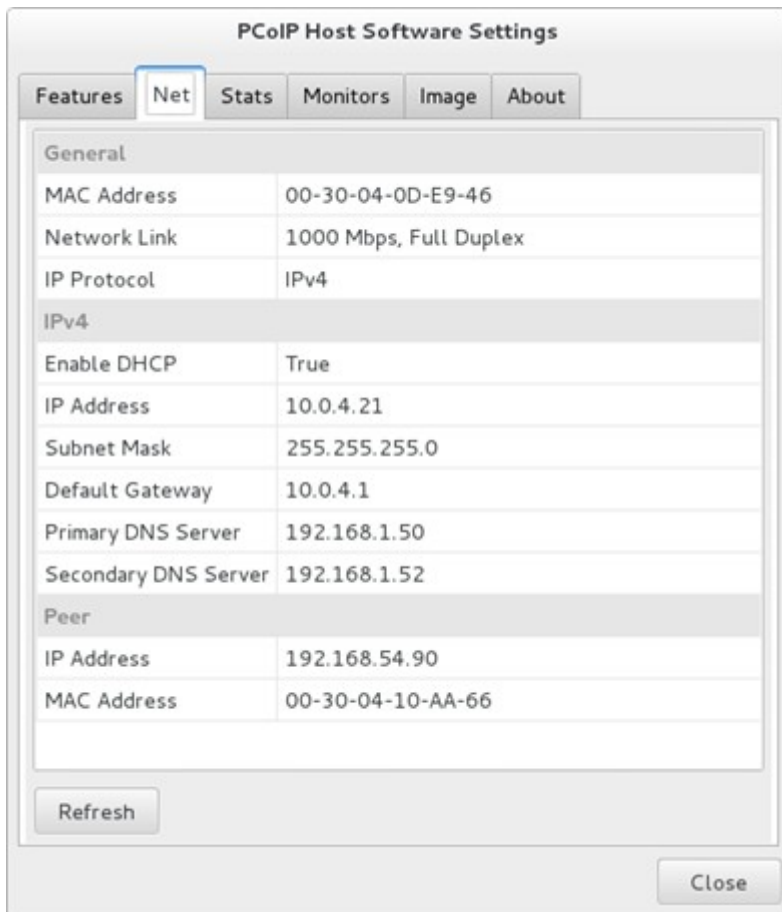 PCoIP Host Software Settings
Features Net Stats Monitors Image About
General
MAC Address 00-30-04-0D-E9-46
Network Link 1000 Mbps, Full Duplex
IP Protocol IPv4
IPv4
Enable DHCP True
IP Address 10.0.4.21
Subnet Mask 255.255.255.0
Default Gateway 10.0.4.1
Primary DNS Server 192.168.1.50
Secondary DNS Server 192.168.1.52
Peer
IP Address 192.168.54.90
MAC Address 00-30-04-10-AA-66
Refresh
Close